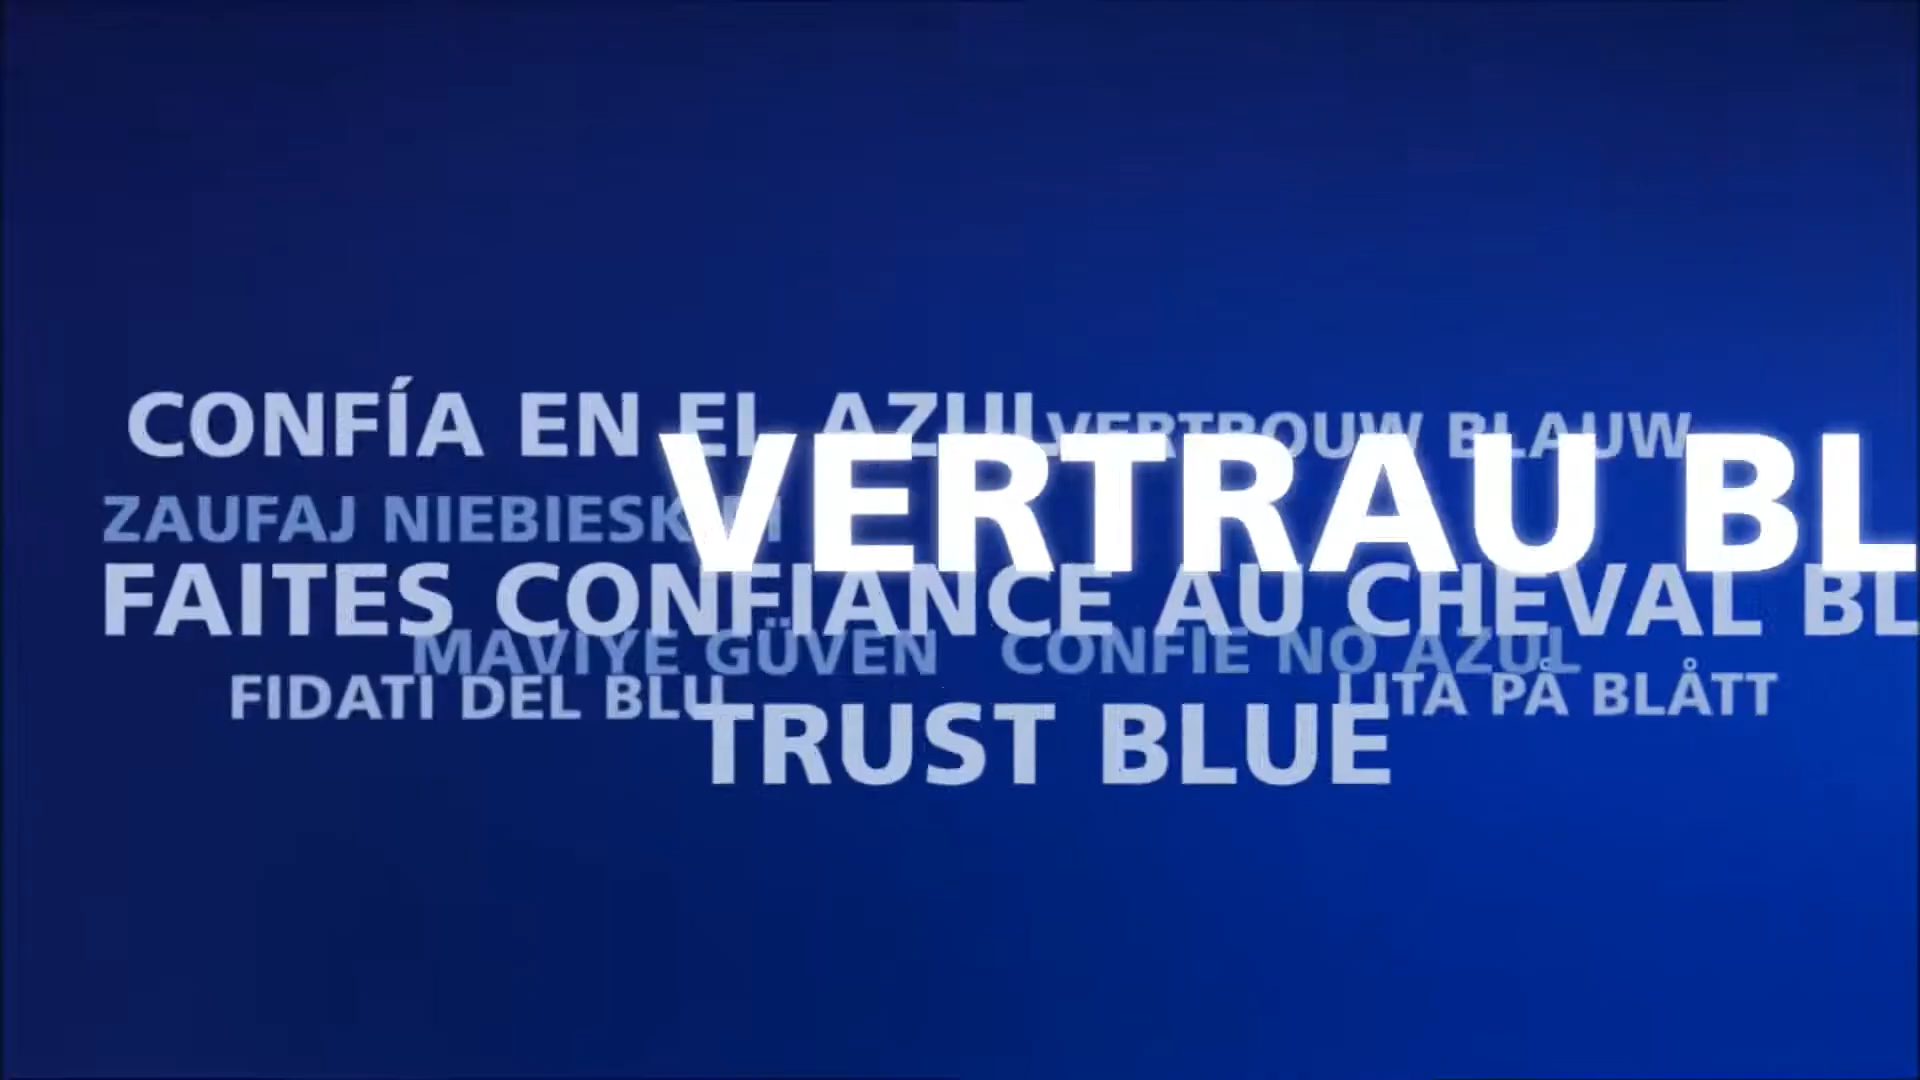 CONFÍA EN EL AZUL
VERTROUW BLAUW
VERTRAU BL
ZAUFAJ
FAITES CONFIANCE AU CHEVAL BL
MAVIYE GÜVEN
CONFIE NO AZUL
FIDATI DEL BLU
LITA PÅ BLÅTT
TRUST BLUE